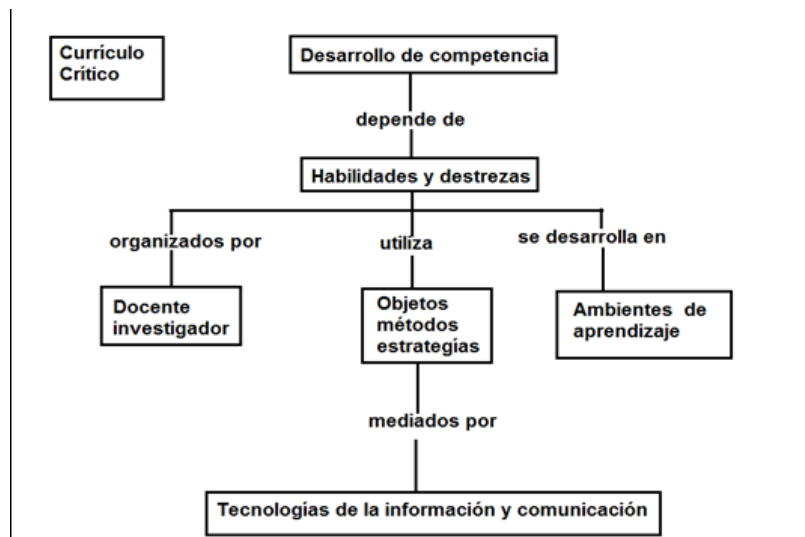 Currículo
Crítico
Desarrollo de competencia
depende de
Habilidades y destrezas
organizados por
utiliza
se desarrolla en
Docente
investigador
Objetos
métodos
estrategías
Ambientes de
aprendizaje
mediados por
Tecnologías de la información y comunicación